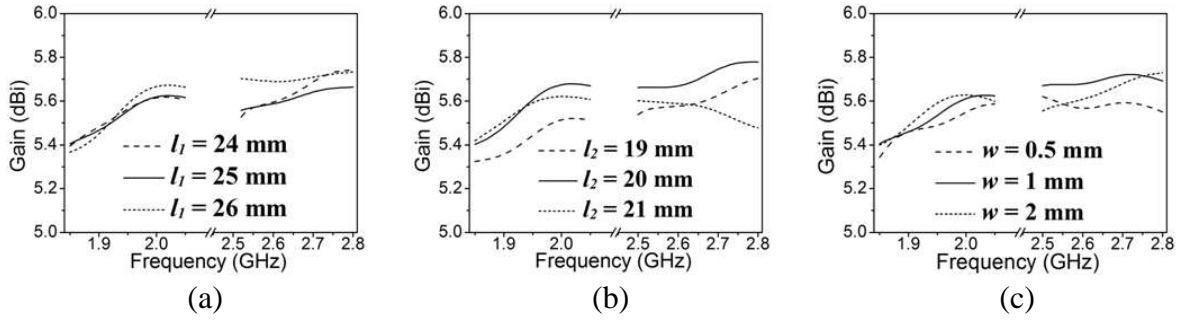 6.0
5.8
5.6
5.4
5.2
5.0
Gain (dBi)
l1 = 24 mm
l1 = 25 mm
l1 = 26 mm
1.9 2.0 2.6 2.7 2.8
Frequency (GHz)
(a)
6.0
5.8
5.6
5.4
5.2
5.0
Gain (dBi)
l2 = 19 mm
l2 = 20 mm
l2 = 21 mm
1.9 2.0 2.5 2.6 2.7 2.8
Frequency (GHz)
(b)
6.0
5.8
5.6
5.4
5.2
5.0
Gain (dBi)
w = 0.5 mm
w = 1 mm
w = 2 mm
1.9 2.0 2.5 2.6 2.7 2.8
Frequency (GHz)
(c)